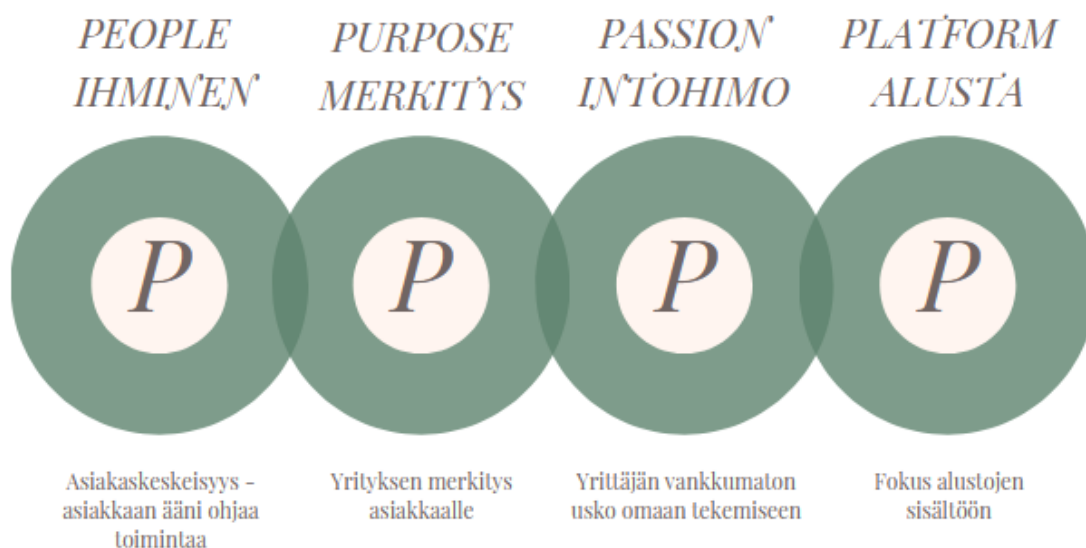 PEOPLE
IHMINEN
PURPOSE
MERKITYS
PASSION
INTOHIMO
PLATFORM
ALUSTA
P
P
P
P
Asiakaskeskeisyys -
asiakkaan ääni ohjaa
toimintaa
Yrityksen merkitys
asiakkaalle
Yrittäjän vankkumaton
usko omaan tekemiseen
Fokus alustojen
sisältöön